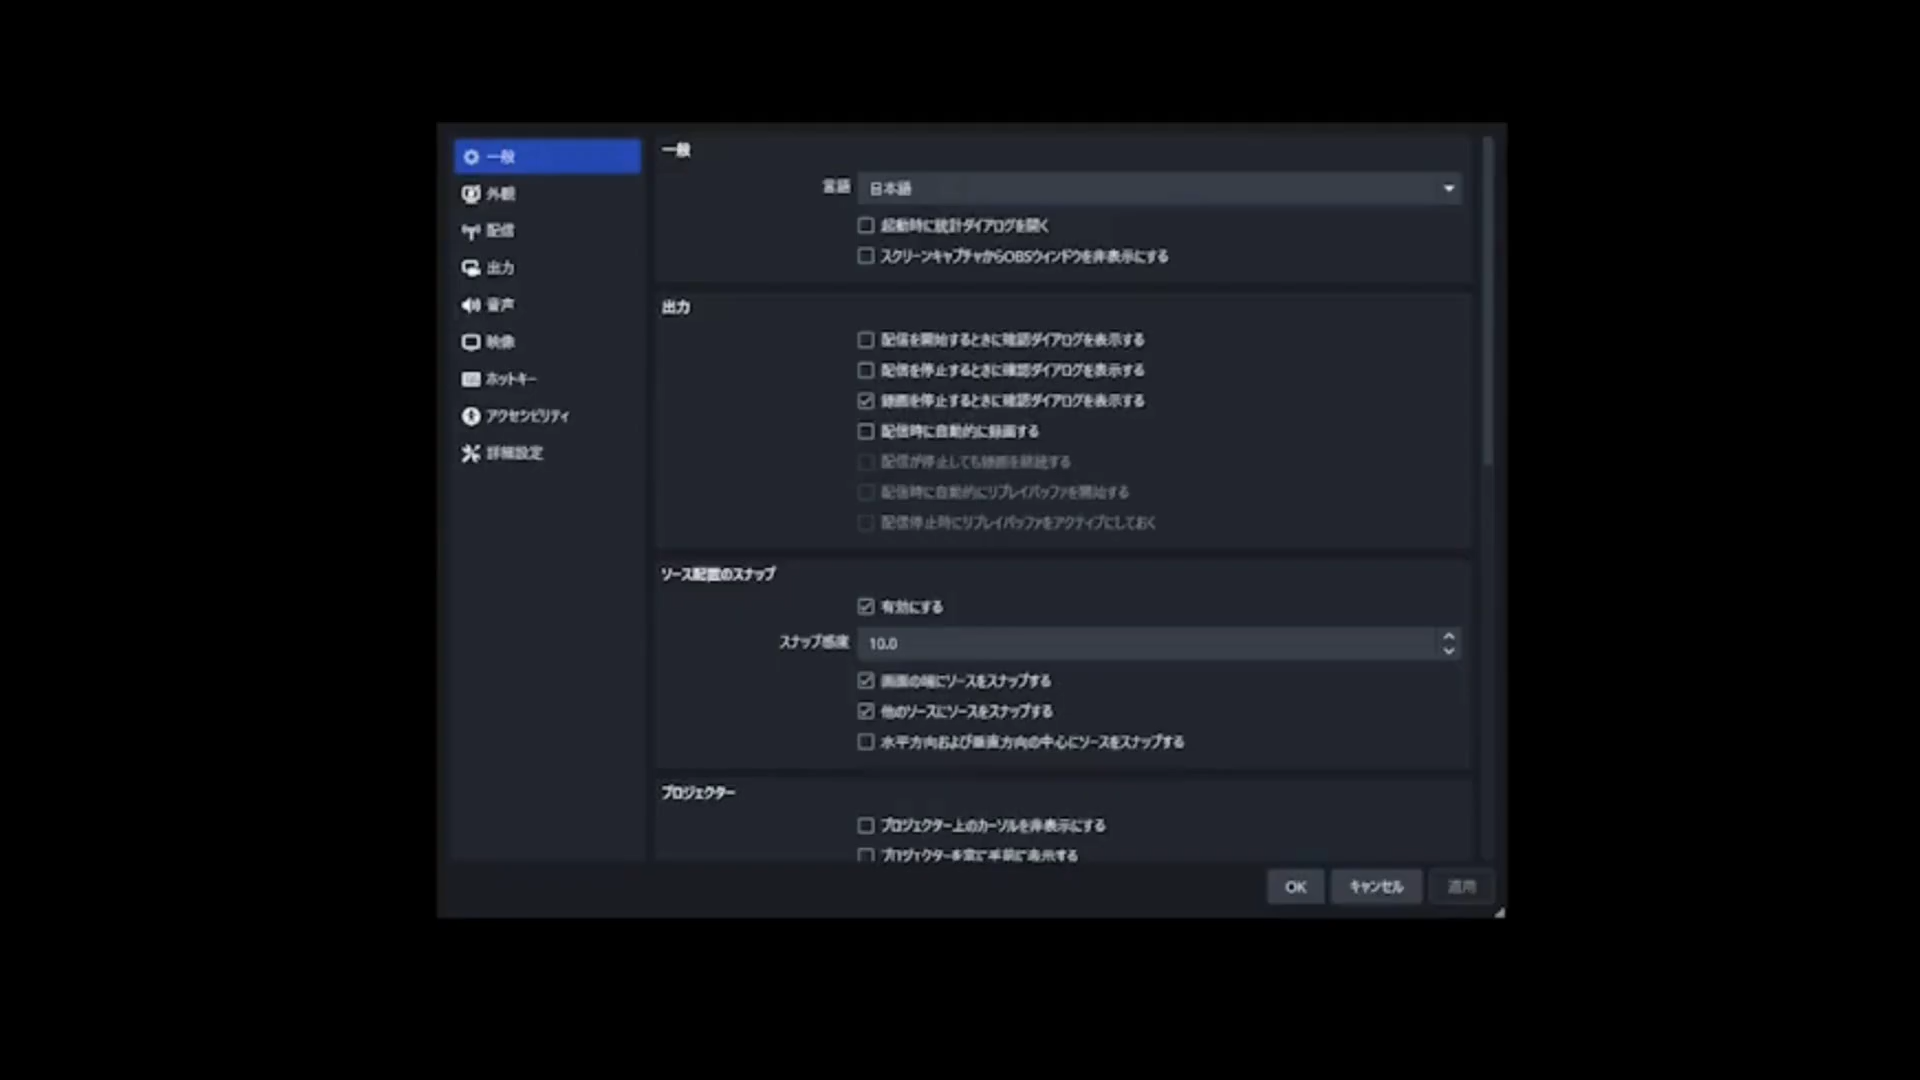 一般
外観
配信
出力
音声
映像
ホットキー
アクセシビリティ
詳細設定
一般
言語 日本語
起動時に統計ダイアログを開く
スクリーンキャプチャからOBSウィンドウを非表示にする
出力
配信を開始するときに確認ダイアログを表示する
配信を停止するときに確認ダイアログを表示する
録画を停止するときに確認ダイアログを表示する
配信時に自動的に録画する
配信が停止しても録画を継続する
配信時に自動的にリプレイバッファを開始する
配信停止時にリプレイバッファをアクティブにしておく
ソース配置のスナップ
有効にする
スナップ感度 10.0
画面の端にソースをスナップする
他のソースにソースをスナップする
水平方向および垂直方向の中心にソースをスナップする
プロジェクター
プロジェクター上のカーソルを非表示にする
プロジェクターを常に手前に表示する
OK キャンセル 適用